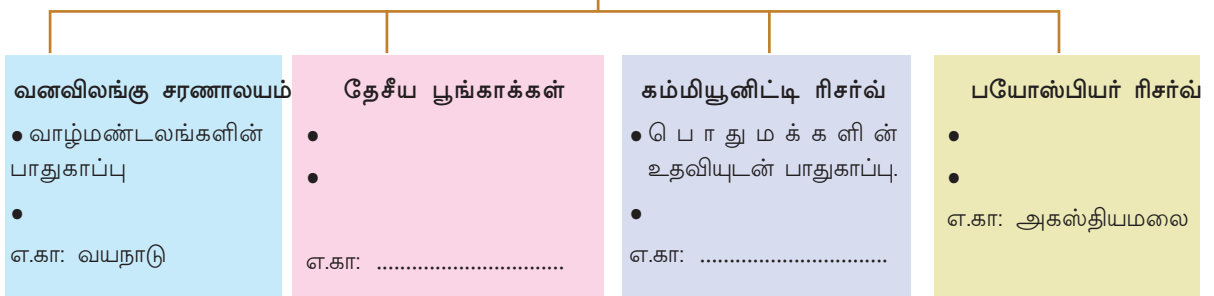 வனவிலங்கு சரணாலயம்
● வாழ்மண்டலங்களின்
பாதுகாப்பு
●
எ.கா: வயநாடு
தேசீய பூங்காக்கள்
●
●
எ.கா: ................................
கம்மியூனிட்டி ரிசர்வ்
● பொதுமக்களின்
உதவியுடன் பாதுகாப்பு.
●
எ.கா: ................................
பயோஸ்பியர் ரிசர்வ்
●
●
எ.கா: அகஸ்தியமலை